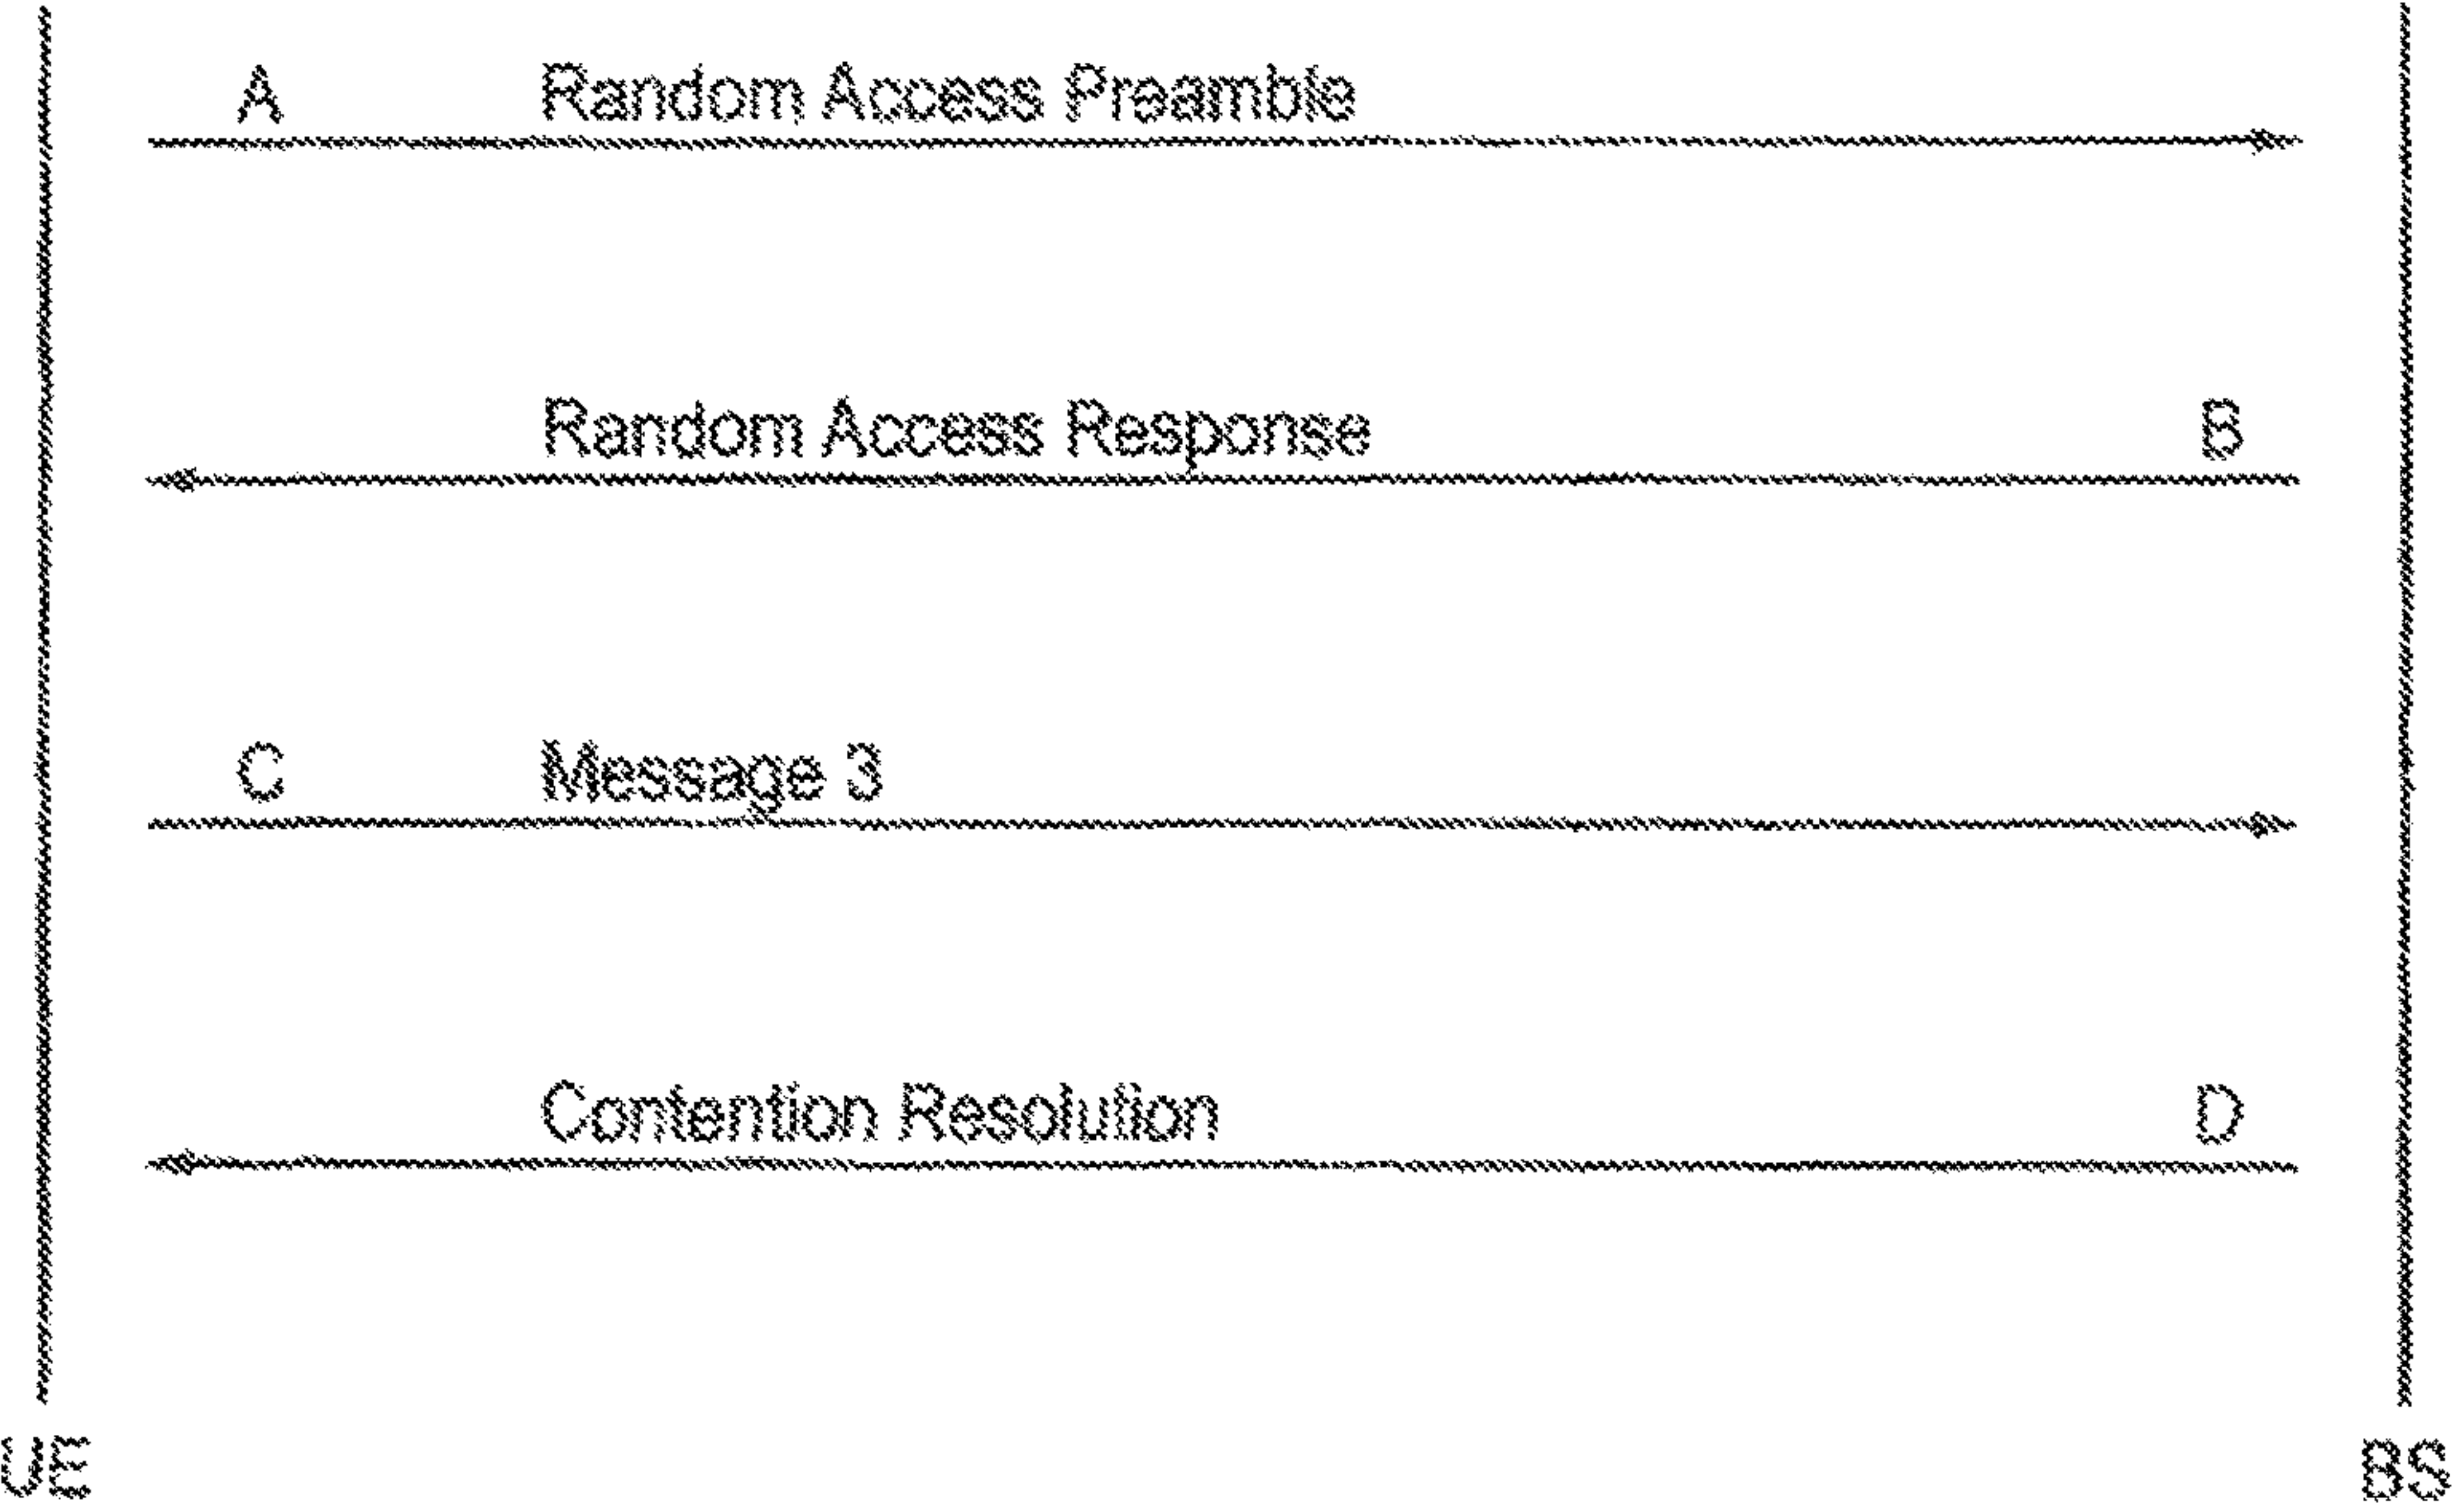 A Random Access Preamble
Random Access Response B
C Message 3
Contention Resolution D
UE BS